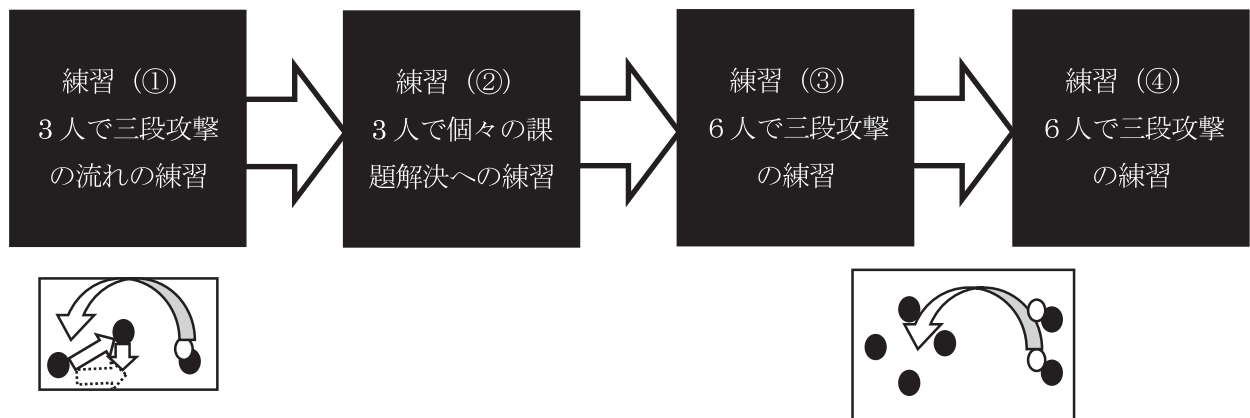 練習（①）
3人で三段攻撃
の流れの練習
練習（②）
3人で個々の課
題解決への練習
練習（③）
6人で三段攻撃
の練習
練習（④）
6人で三段攻撃
の練習